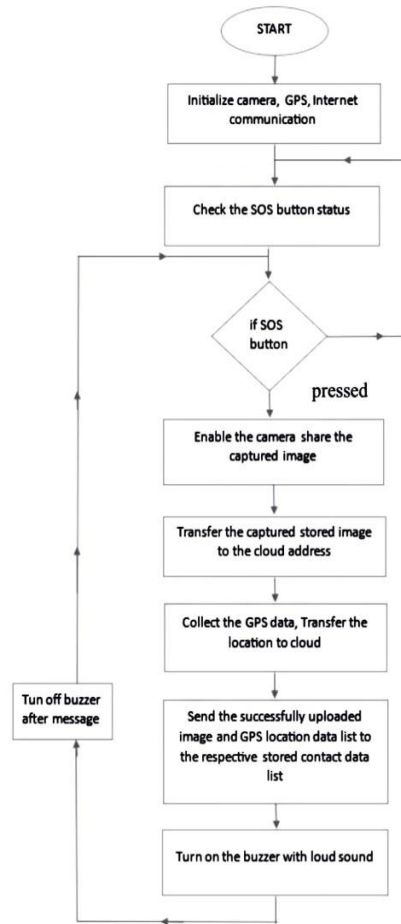 START
Initialize camera, GPS, Internet
communication
Check the SOS button status
if SOS
button
pressed
Enable the camera share the
captured image
Transfer the captured stored image
to the cloud address
Collect the GPS data, Transfer the
location to cloud
Tun off buzzer
after message
Send the successfully uploaded
image and GPS location data list to
the respective stored contact data
list
Turn on the buzzer with loud sound